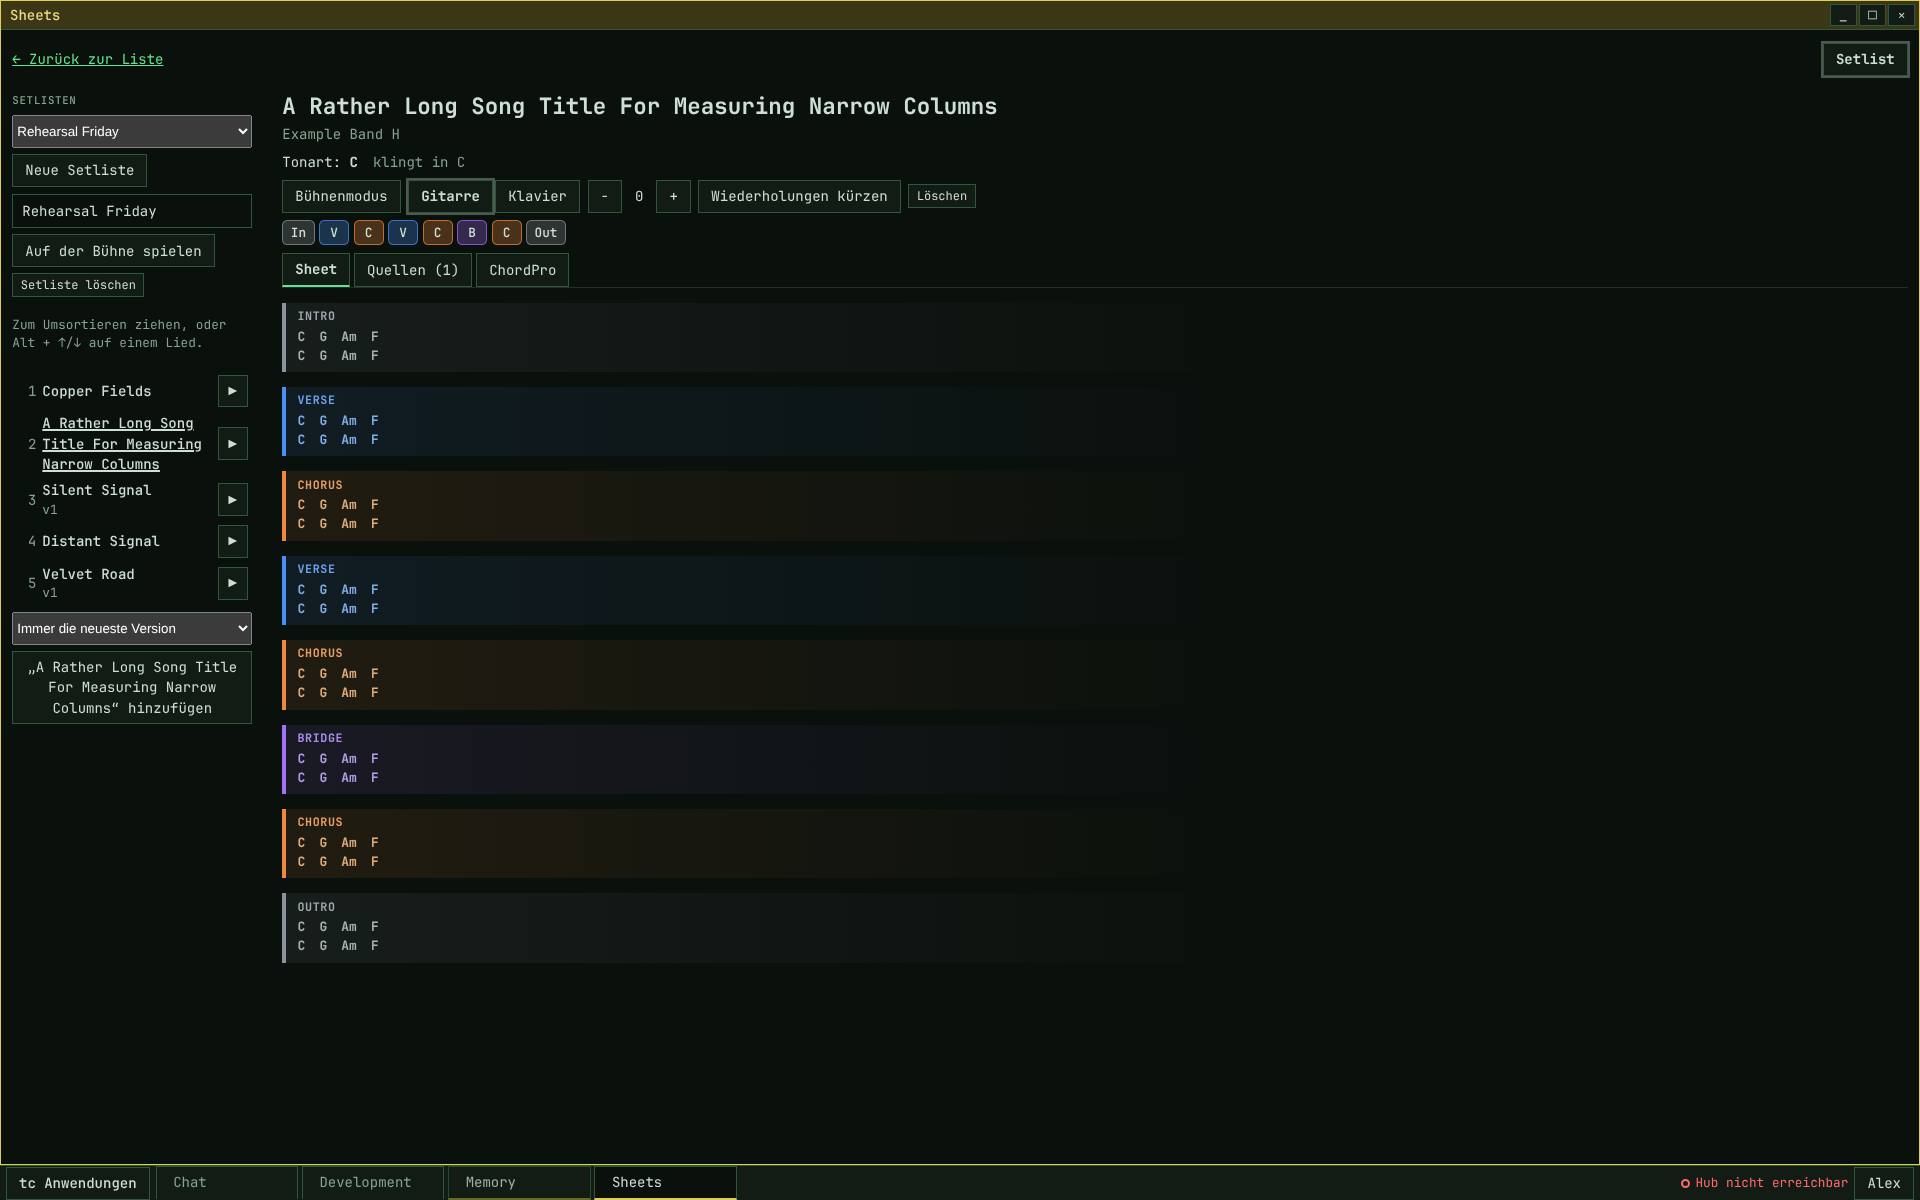 Sheets
← Zurück zur Liste
Setlist
SETLISTEN
Rehearsal Friday
Neue Setliste
Rehearsal Friday
Auf der Bühne spielen
Setliste löschen
Zum Umsortieren ziehen, oder
Alt + ↑/↓ auf einem Lied.
1 Copper Fields
2 A Rather Long Song
Title For Measuring
Narrow Columns
3 Silent Signal
v1
4 Distant Signal
5 Velvet Road
v1
Immer die neueste Version
„A Rather Long Song Title
For Measuring Narrow
Columns“ hinzufügen
A Rather Long Song Title For Measuring Narrow Columns
Example Band H
Tonart: C klingt in C
Bühnenmodus Gitarre Klavier - 0 + Wiederholungen kürzen Löschen
In V C V C B C Out
Sheet Quellen (1) ChordPro
INTRO
C G Am F
C G Am F
VERSE
C G Am F
C G Am F
CHORUS
C G Am F
C G Am F
VERSE
C G Am F
C G Am F
CHORUS
C G Am F
C G Am F
BRIDGE
C G Am F
C G Am F
CHORUS
C G Am F
C G Am F
OUTRO
C G Am F
C G Am F
tc Anwendungen Chat Development Memory Sheets Hub nicht erreichbar Alex